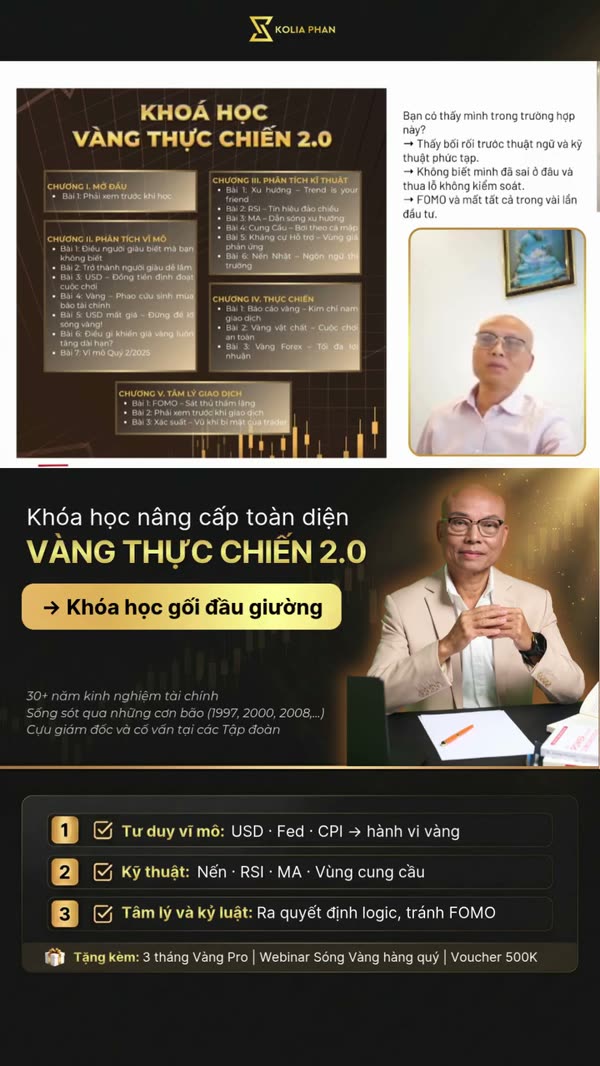 KOLIA PHAN
KHOÁ HỌC
VÀNG THỰC CHIẾN 2.0
CHƯƠNG I. MỞ ĐẦU
Bài 1: Phải xem trước khi học
CHƯƠNG II. PHÂN TÍCH VĨ MÔ
Bài 1: Điều người giàu biết mà bạn
không biết
Bài 2: Trở thành người giàu dễ lắm
Bài 3: USD – Đồng tiền định đoạt
cuộc chơi
Bài 4: Vàng – Phao cứu sinh mùa
bão tài chính
Bài 5: USD mất giá – Đừng để lỡ
sóng vàng!
Bài 6: Điều gì khiến giá vàng luôn
tăng dài hạn?
Bài 7: Vĩ mô Quý 2/2025
CHƯƠNG III. PHÂN TÍCH KĨ THUẬT
Bài 1: Xu hướng – Trend is your
friend
Bài 2: RSI – Tín hiệu đảo chiều
Bài 3: MA – Dẫn sóng xu hướng
Bài 4: Cung Cầu – Bơi theo cá mập
Bài 5: Kháng cự Hỗ trợ – Vùng giá
phản ứng
Bài 6: Nến Nhật – Ngôn ngữ thị
trường
CHƯƠNG IV. THỰC CHIẾN
Bài 1: Báo cáo vàng – Kim chỉ nam
giao dịch
Bài 2: Vàng vật chất – Cuộc chơi
an toàn
Bài 3: Vàng Forex – Tối đa lợi
nhuận
CHƯƠNG V. TÂM LÝ GIAO DỊCH
Bài 1: FOMO – Sát thủ thầm lặng
Bài 2: Phải xem trước khi giao dịch
Bài 3: Xác suất – Vũ khí bí mật của trader
Bạn có thấy mình trong trường hợp
này?
→ Thấy bối rối trước thuật ngữ và kỹ
thuật phức tạp.
→ Không biết mình đã sai ở đâu và
thua lỗ không kiểm soát.
→ FOMO và mất tất cả trong vài lần
đầu tư.
Khóa học nâng cấp toàn diện
VÀNG THỰC CHIẾN 2.0
→ Khóa học gối đầu giường
30+ năm kinh nghiệm tài chính
Sống sót qua những cơn bão (1997, 2000, 2008,...)
Cựu giám đốc và cố vấn tại các Tập đoàn
1 Tư duy vĩ mô: USD · Fed · CPI → hành vi vàng
2 Kỹ thuật: Nến · RSI · MA · Vùng cung cầu
3 Tâm lý và kỷ luật: Ra quyết định logic, tránh FOMO
Tặng kèm: 3 tháng Vàng Pro | Webinar Sóng Vàng hàng quý | Voucher 500K